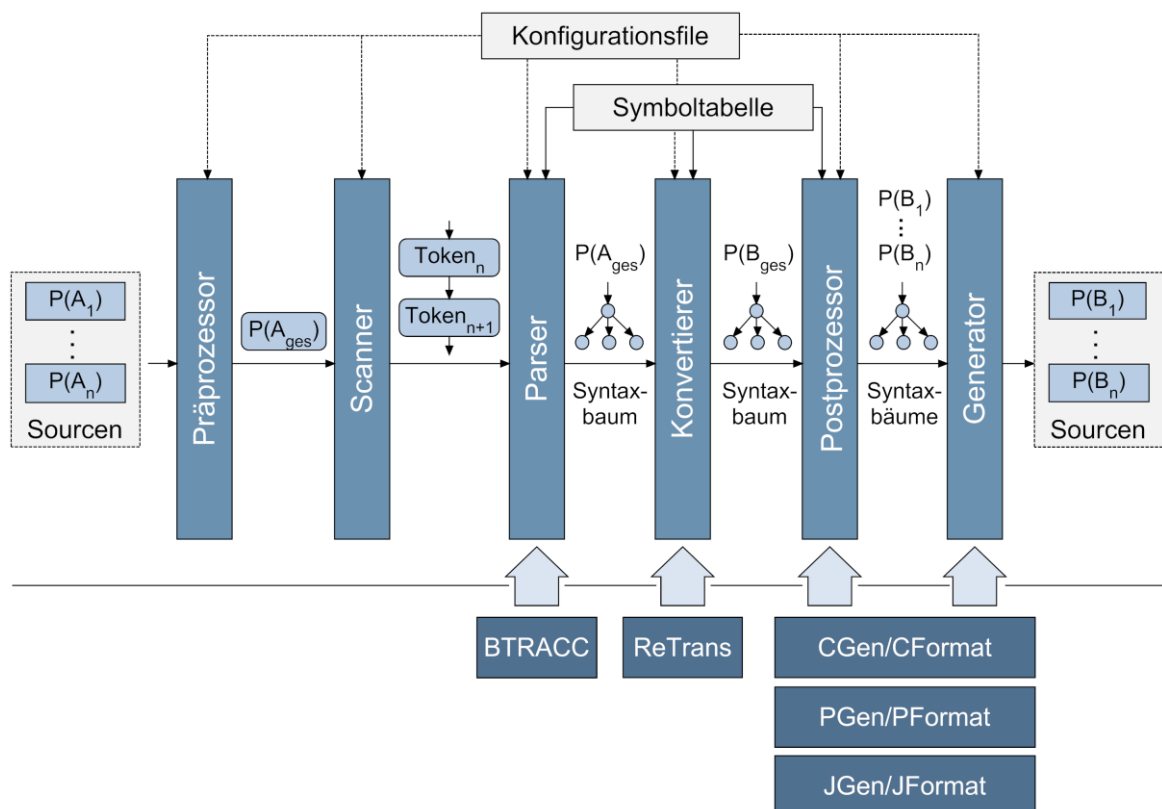 Konfigurationsfile
Symboltabelle
P(A1)
P(An)
Sourcen
Präprozessor
P(Ages)
Scanner
Tokenn
Tokenn+1
Parser
P(Ages)
Syntax-
baum
Konvertierer
P(Bges)
Syntax-
baum
Postprozessor
P(B1)
P(Bn)
Syntax-
bäume
Generator
P(B1)
P(Bn)
Sourcen
BTRACC
ReTrans
CGen/CFormat
PGen/PFormat
JGen/JFormat